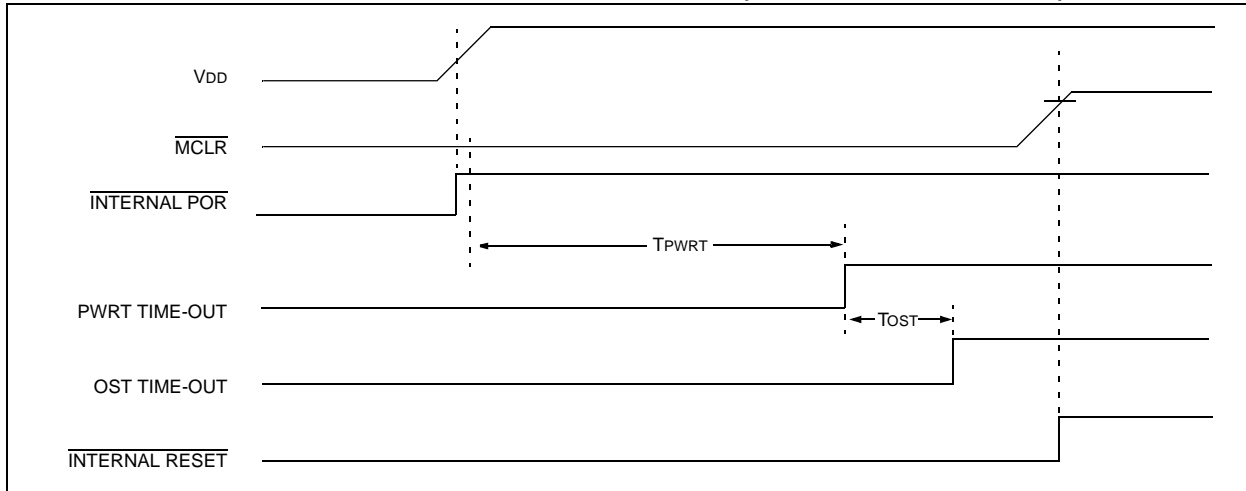 VDD
MCLR
INTERNAL POR
TPWRT
PWRT TIME-OUT
TOST
OST TIME-OUT
INTERNAL RESET